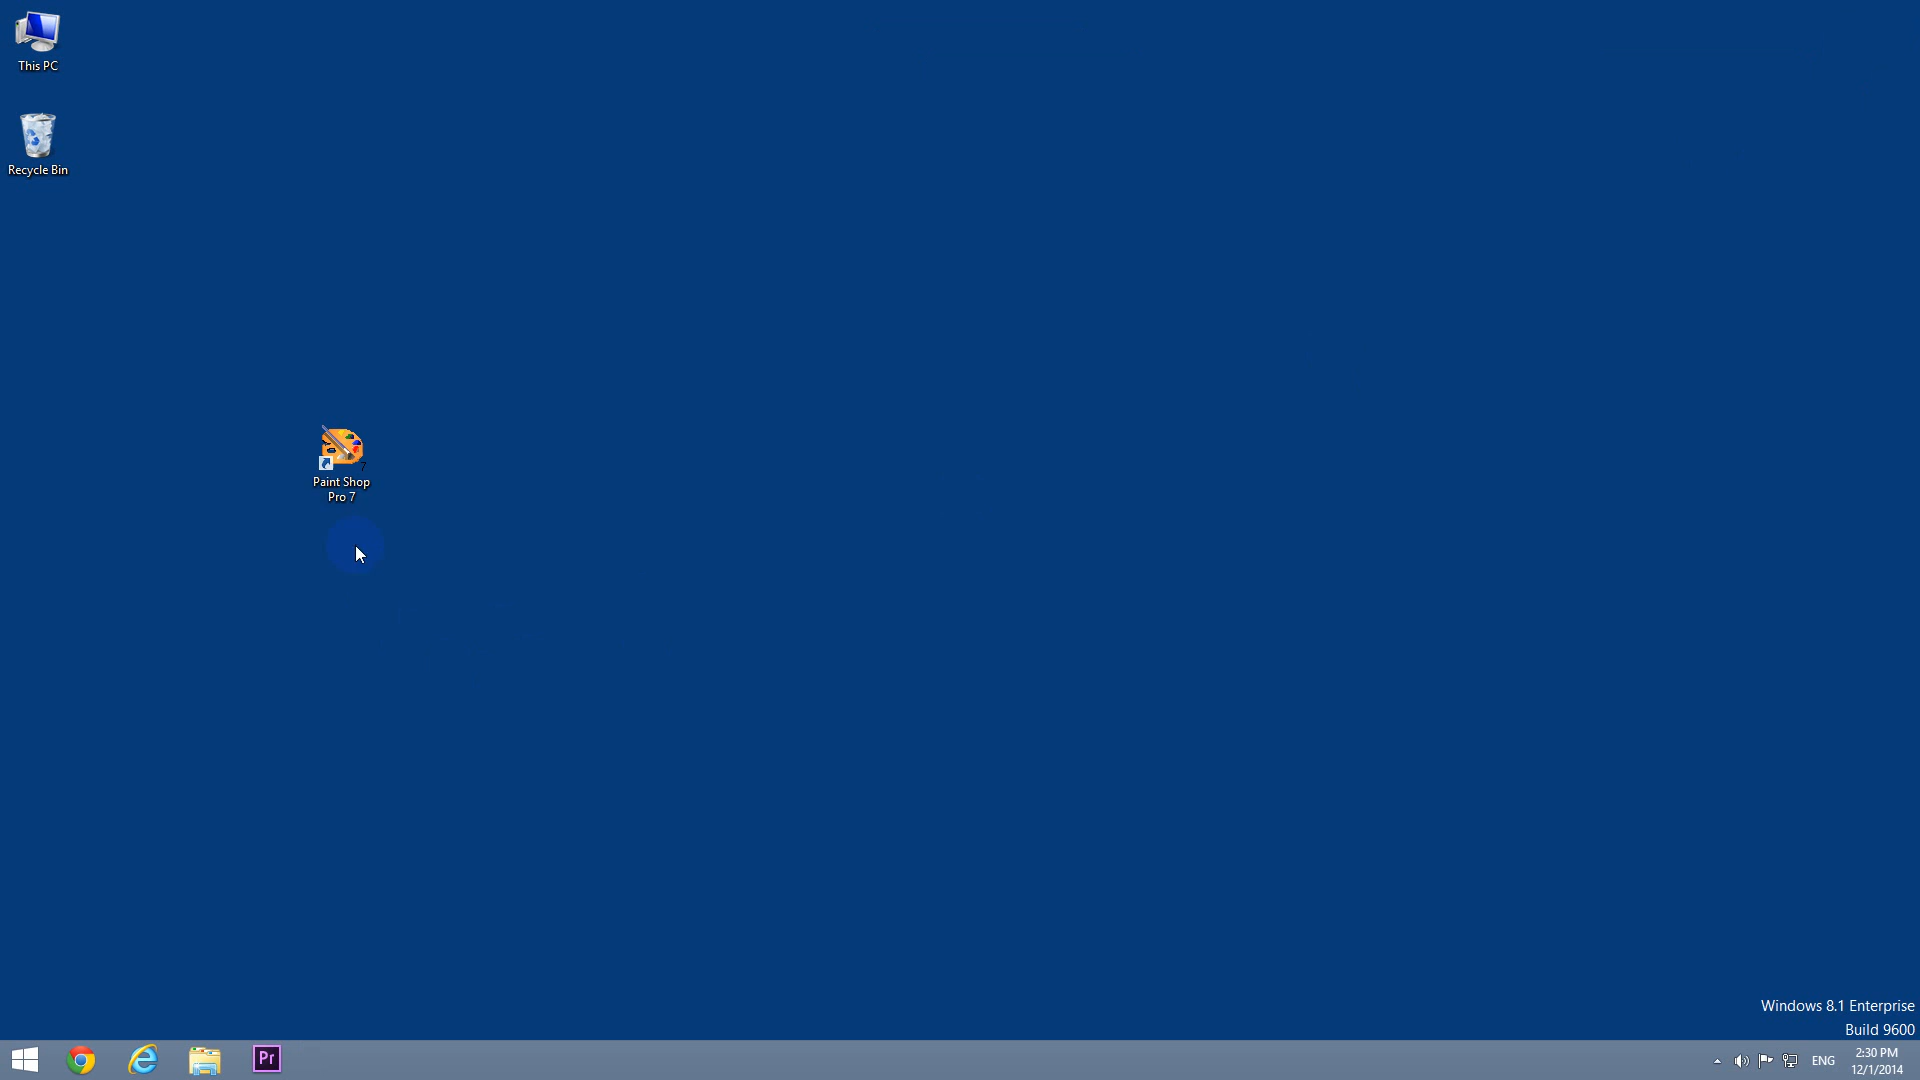 This PC
Recycle Bin
7
Paint Shop
Pro 7
Windows 8.1 Enterprise
Build 9600
Pr
ENG
2:30 PM
12/1/2014